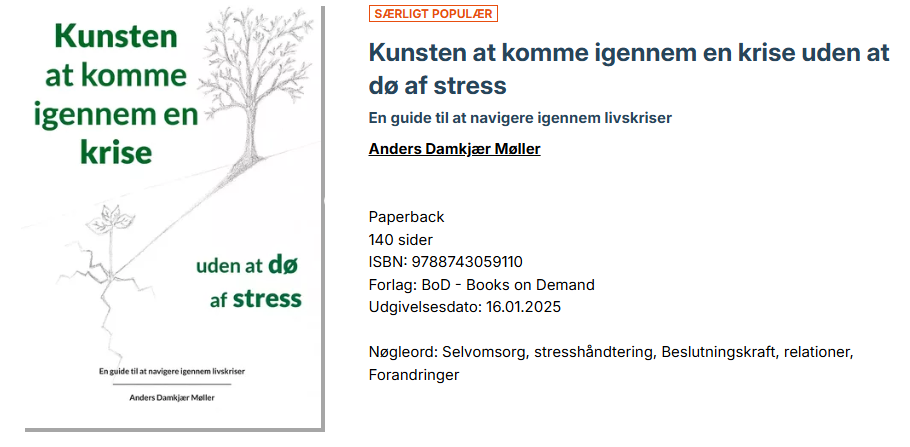 Kunsten
at komme
igennem en
krise
uden at dø
af stress
En guide til at navigere igennem livskriser
Anders Damkjær Møller
SÆRLIGT POPULÆR
Kunsten at komme igennem en krise uden at
dø af stress
En guide til at navigere igennem livskriser
Anders Damkjær Møller
Paperback
140 sider
ISBN: 9788743059110
Forlag: BoD - Books on Demand
Udgivelsesdato: 16.01.2025
Nøgleord: Selvomsorg, stresshåndtering, Beslutningskraft, relationer,
Forandringer